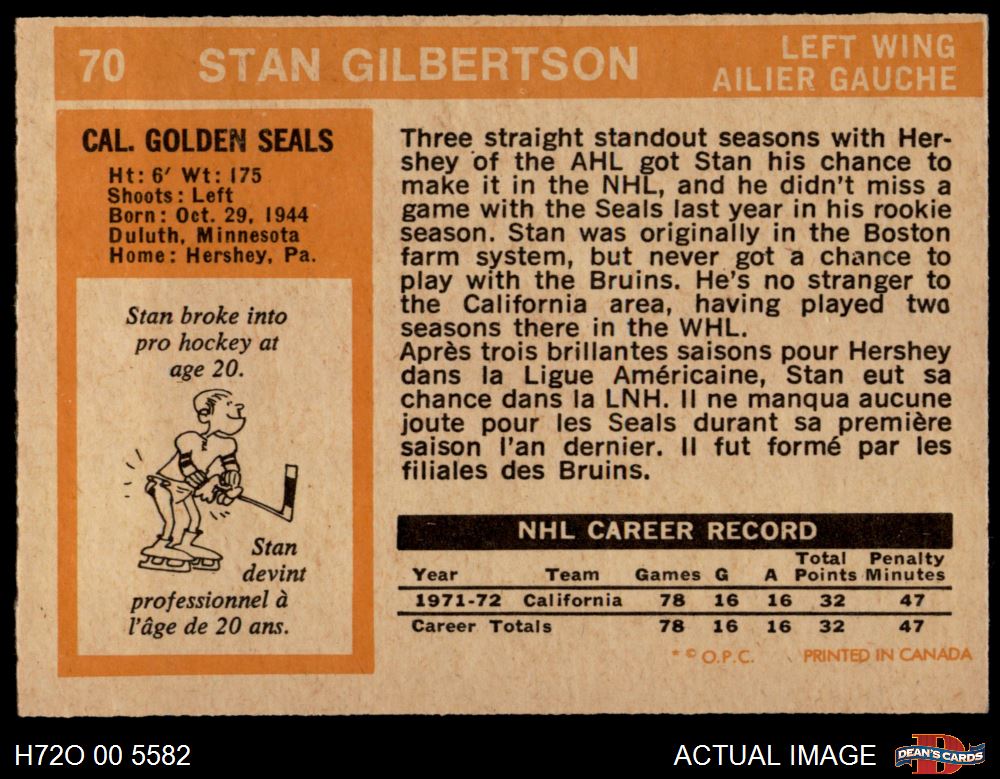 70 STAN GILBERTSON
LEFT WING
AILIER GAUCHE
CAL. GOLDEN SEALS
Ht: 6' Wt: 175
Shoots: Left
Born: Oct. 29, 1944
Duluth, Minnesota
Home: Hershey, Pa.
Stan broke into
pro hockey at
age 20.
Stan
devint
professionnel à
l'âge de 20 ans.
Three straight standout seasons with Her-
shey of the AHL got Stan his chance to
make it in the NHL, and he didn't miss a
game with the Seals last year in his rookie
season. Stan was originally in the Boston
farm system, but never got a chance to
play with the Bruins. He's no stranger to
the California area, having played two
seasons there in the WHL.
Après trois brillantes saisons pour Hershey
dans la Ligue Américaine, Stan eut sa
chance dans la LNH. Il ne manqua aucune
joute pour les Seals durant sa première
saison l'an dernier. Il fut formé par les
filiales des Bruins.
NHL CAREER RECORD
Year Team Games G A Total Points Penalty Minutes
1971-72 California 78 16 16 32 47
Career Totals 78 16 16 32 47
* © O.P.C. PRINTED IN CANADA
H72O 00 5582
ACTUAL IMAGE
DEAN'S CARDS